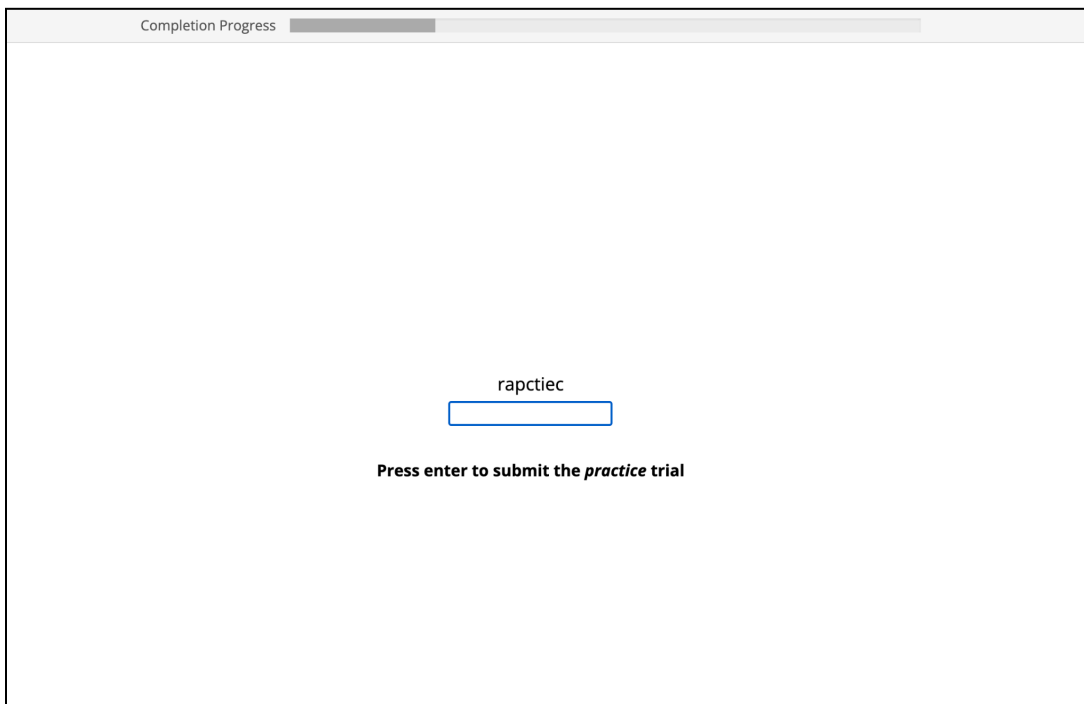 Completion Progress
rapctiec
Press enter to submit the practice trial